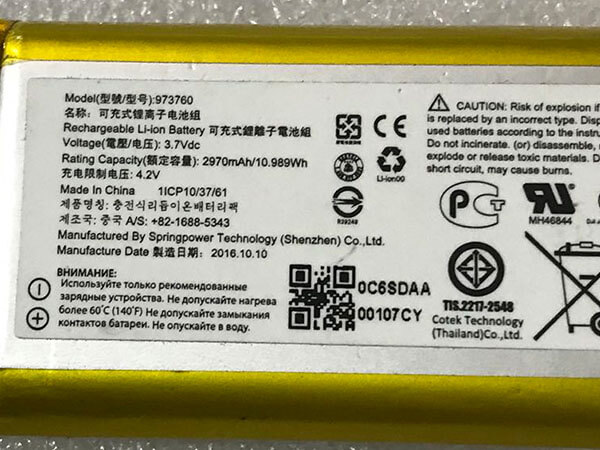 Model(型號/型号):973760
名称: 可充式锂离子电池组
Rechargeable Li-ion Battery 可充式鋰離子電池組
Voltage(電壓/电压): 3.7Vdc
Rating Capacity(額定容量) 2970mAh/10.989Wh
充电限制电压: 4.2V
Made In China 1ICP10/37/61
제품명칭: 충전식리듐이온배터리팩
제조국: 중국 A/S: +82-1688-5343
Manufactured By Springpower Technology (Shenzhen) Co.,Ltd.
Manufacture Date 製造日期: 2016.10.10
ВНИМАНИЕ:
Используйте только рекомендованные
зарядные устройства. Не допускайте нагрева
более 60°C (140°F) Не допускайте замыкания
контактов батареи. Не допускайте в воду.
0C6SDAA
00107CY
Li-ion00
R39248
CAUTION: Risk of explosion if
is replaced by an incorrect type. Disp
used batteries according to the instru
Do not incinerate. (or) disassemble,
explode or release toxic materials. D
short circuit, may cause burns.
PCT
MH46844
TIS.2217-2548
Cotek Technology
(Thailand)Co.,Ltd.